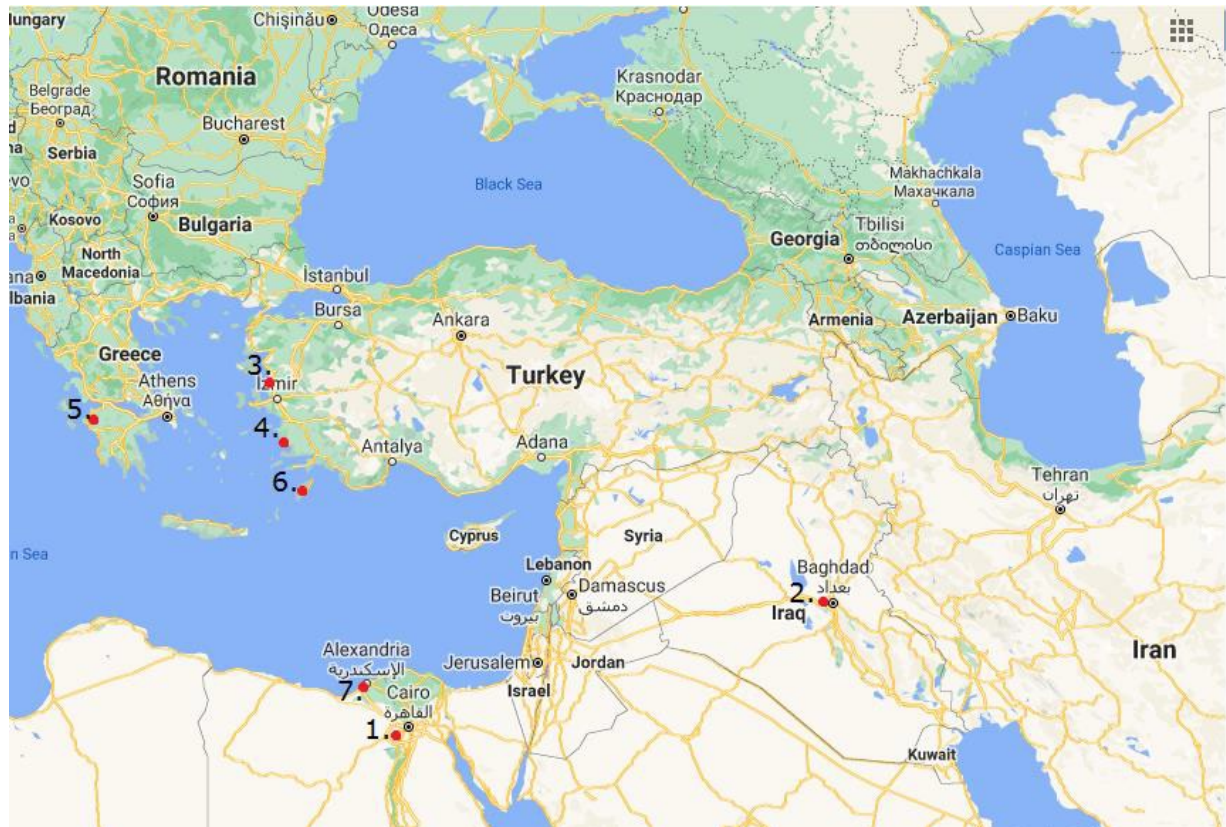 Hungary
Chișinău
Odesa
Одеса
Romania
Belgrade
Београд
Bucharest
Serbia
Krasnodar
Краснодар
Black Sea
Makhachkala
Махачкала
Sofia
София
Kosovo
Bulgaria
Tbilisi
თბილისი
Georgia
Caspian Sea
North
Macedonia
Albania
İstanbul
Bursa
Ankara
Armenia
Azerbaijan
Baku
Greece
3.
İzmir
Turkey
Athens
Αθήνα
5.
4.
Antalya
Adana
6.
Tehran
تهران
Cyprus
Syria
n Sea
Lebanon
Baghdad
بغداد
Damascus
دمشق
Beirut
بيروت
2.
Iraq
Alexandria
الإسكندرية
Jerusalem
Jordan
Iran
7.
Cairo
القاهرة
Israel
1.
Kuwait